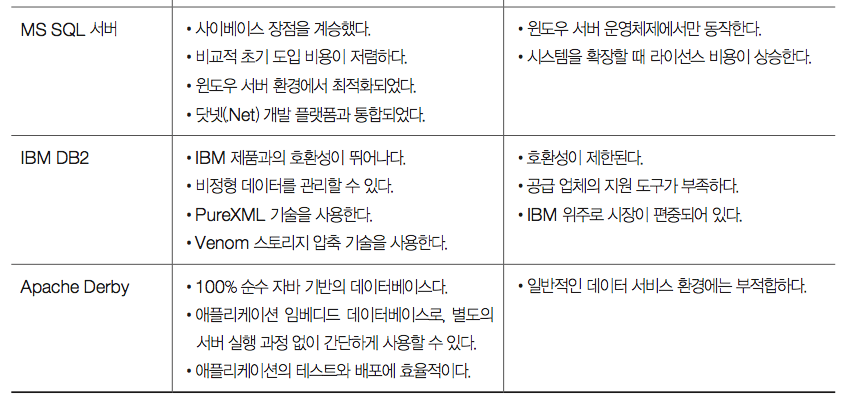 MS SQL 서버
• 사이베이스 장점을 계승했다.
• 비교적 초기 도입 비용이 저렴하다.
• 윈도우 서버 환경에서 최적화되었다.
• 닷넷(.Net) 개발 플랫폼과 통합되었다.
• 윈도우 서버 운영체제에서만 동작한다.
• 시스템을 확장할 때 라이선스 비용이 상승한다.
IBM DB2
• IBM 제품과의 호환성이 뛰어나다.
• 비정형 데이터를 관리할 수 있다.
• PureXML 기술을 사용한다.
• Venom 스토리지 압축 기술을 사용한다.
• 호환성이 제한된다.
• 공급 업체의 지원 도구가 부족하다.
• IBM 위주로 시장이 편중되어 있다.
Apache Derby
• 100% 순수 자바 기반의 데이터베이스다.
• 애플리케이션 임베디드 데이터베이스로, 별도의
서버 실행 과정 없이 간단하게 사용할 수 있다.
• 애플리케이션의 테스트와 배포에 효율적이다.
• 일반적인 데이터 서비스 환경에는 부적합하다.